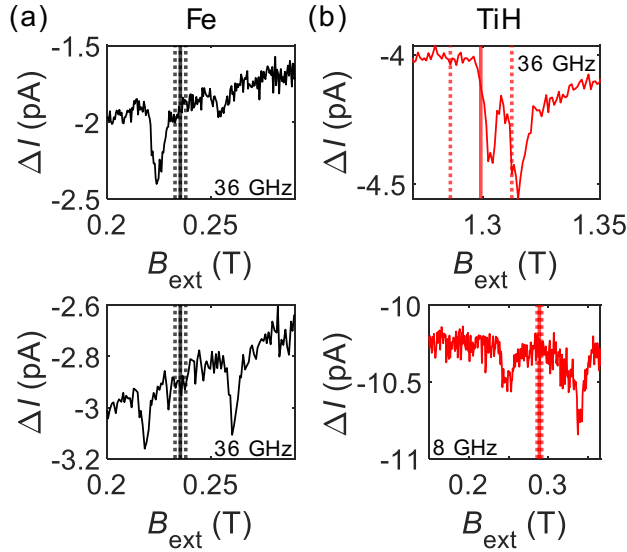 (a) Fe
(b) TiH
-1.5
-2
-2.5
ΔI (pA)
36 GHz
0.2 0.25
B_ext (T)
-4
-4.5
ΔI (pA)
36 GHz
1.3 1.35
B_ext (T)
-2.6
-2.8
-3
-3.2
ΔI (pA)
36 GHz
0.2 0.25
B_ext (T)
-10
-10.5
-11
ΔI (pA)
8 GHz
0.2 0.3
B_ext (T)